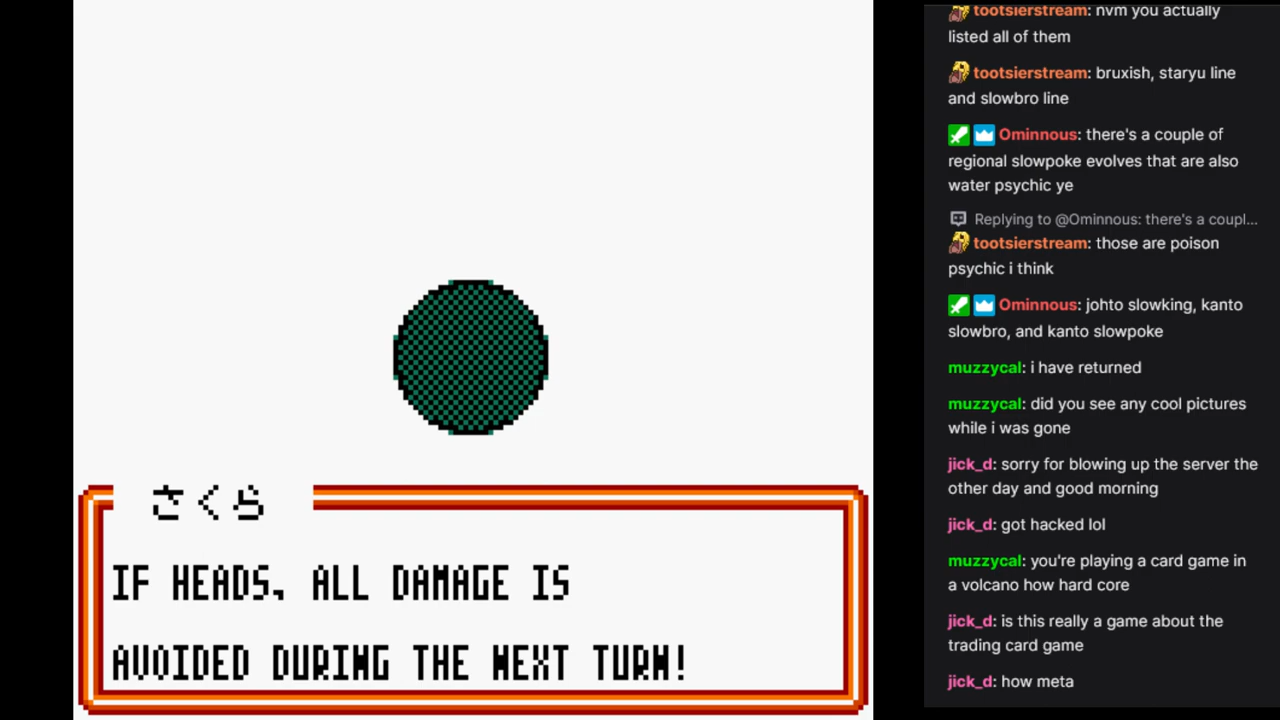 さくら
IF HEADS, ALL DAMAGE IS
AVOIDED DURING THE NEXT TURN!
tootsierstream: nvm you actually
listed all of them
tootsierstream: bruxish, staryu line
and slowbro line
Ominnous: there's a couple of
regional slowpoke evolves that are also
water psychic ye
Replying to @Ominnous: there's a coupl...
tootsierstream: those are poison
psychic i think
Ominnous: johto slowking, kanto
slowbro, and kanto slowpoke
muzzycal: i have returned
muzzycal: did you see any cool pictures
while i was gone
jick_d: sorry for blowing up the server the
other day and good morning
jick_d: got hacked lol
muzzycal: you're playing a card game in
a volcano how hard core
jick_d: is this really a game about the
trading card game
jick_d: how meta